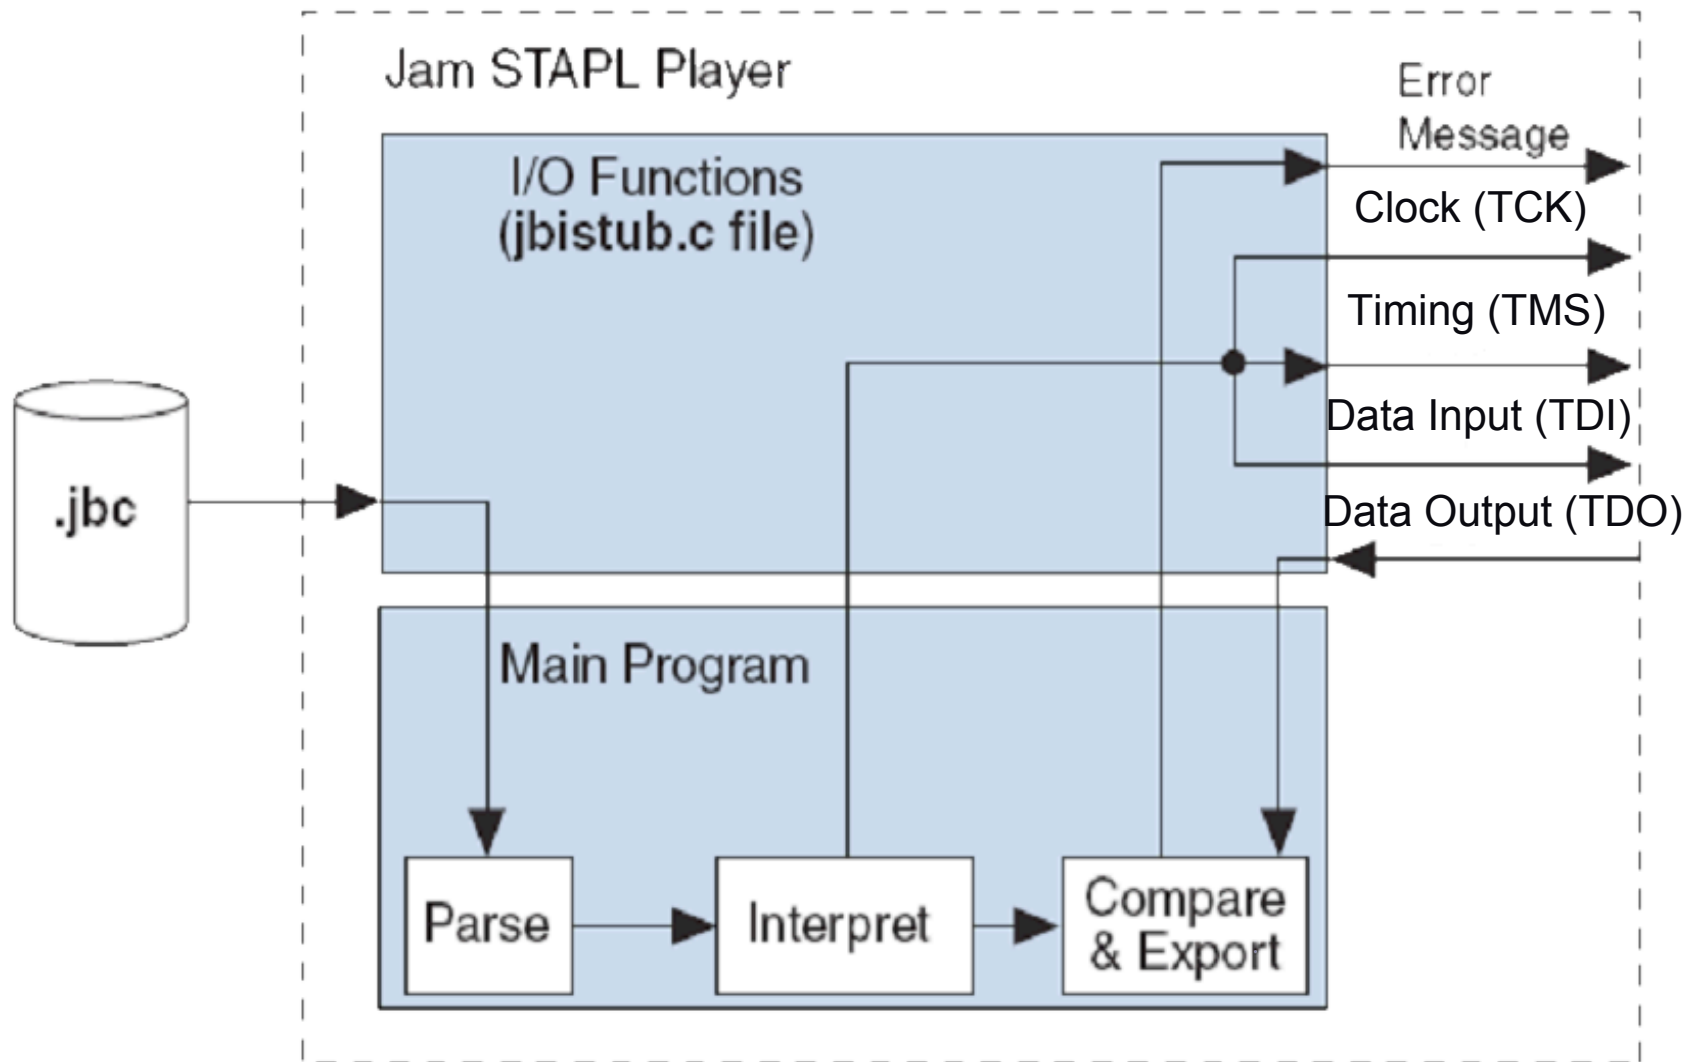 Jam STAPL Player
I/O Functions
(jbistub.c file)
Error
Message
Clock (TCK)
Timing (TMS)
Data Input (TDI)
Data Output (TDO)
.jbc
Main Program
Parse
Interpret
Compare
& Export